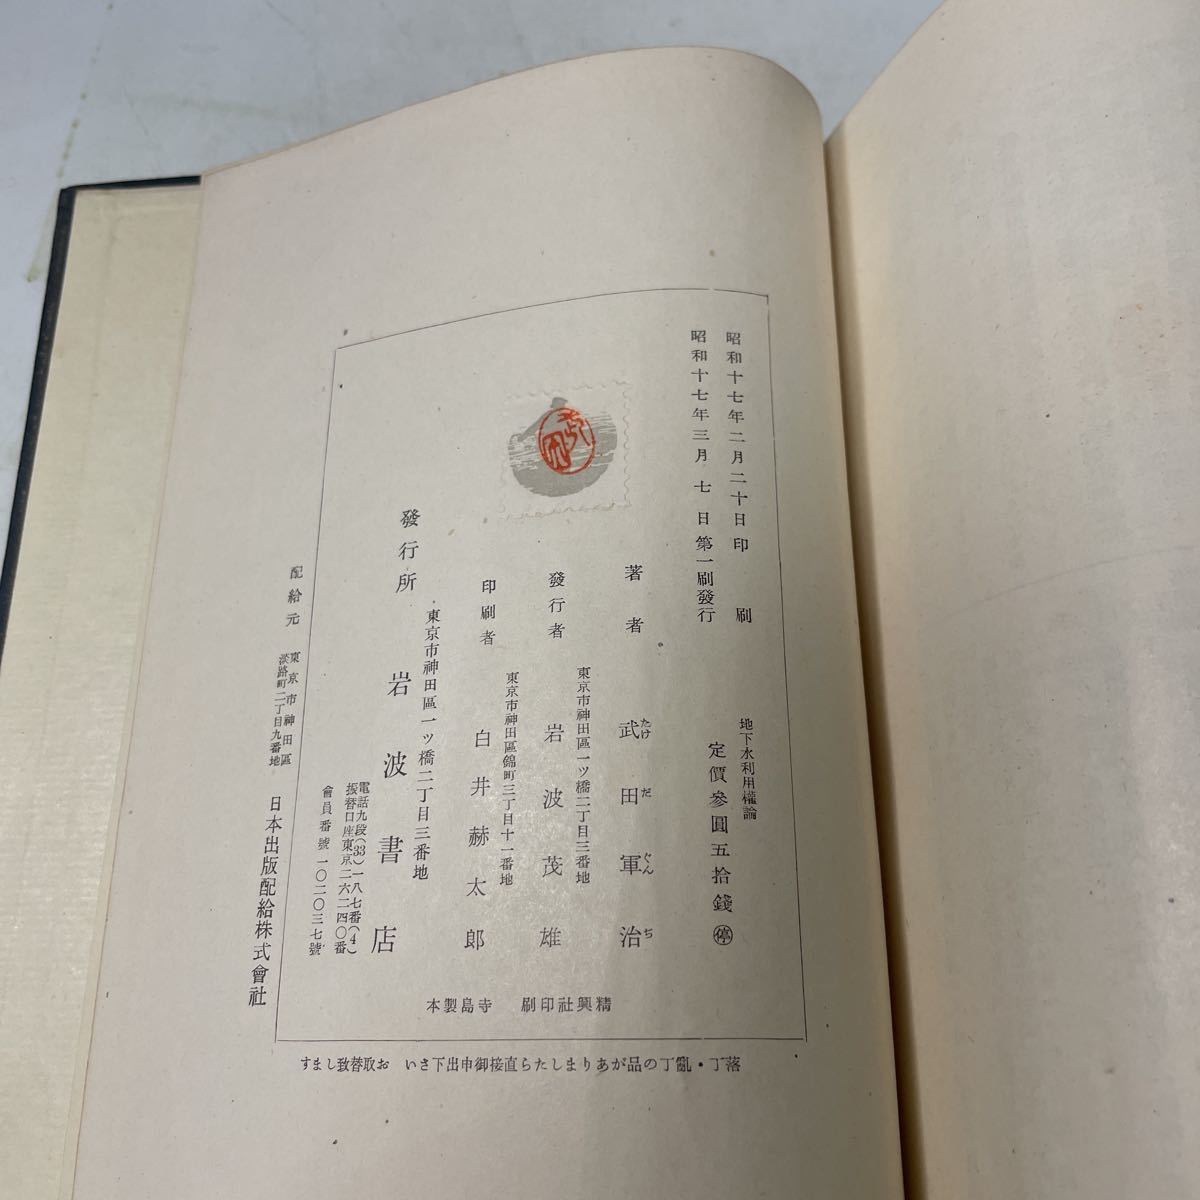 昭和十七年二月二十日印刷
昭和十七年三月七日第一刷發行
地下水利用權論
定價參圓五拾錢 ㊡
著者 武田軍治
たけ だ ぐん ぢ
發行者 東京市神田區一ツ橋二丁目三番地
岩波茂雄
印刷者 東京市神田區錦町三丁目十一番地
白井赫太郎
發行所 東京市神田區一ツ橋二丁目三番地
岩波書店
電話九段(33)一八七番(4)
振替口座東京二六二四〇番
會員番號一〇二〇三七號
精興社印刷 寺島製本
配給元 東京市神田區
淡路町二丁目九番地
日本出版配給株式會社
落丁・亂丁の品がありましたら直接御申出下さい お取替致します